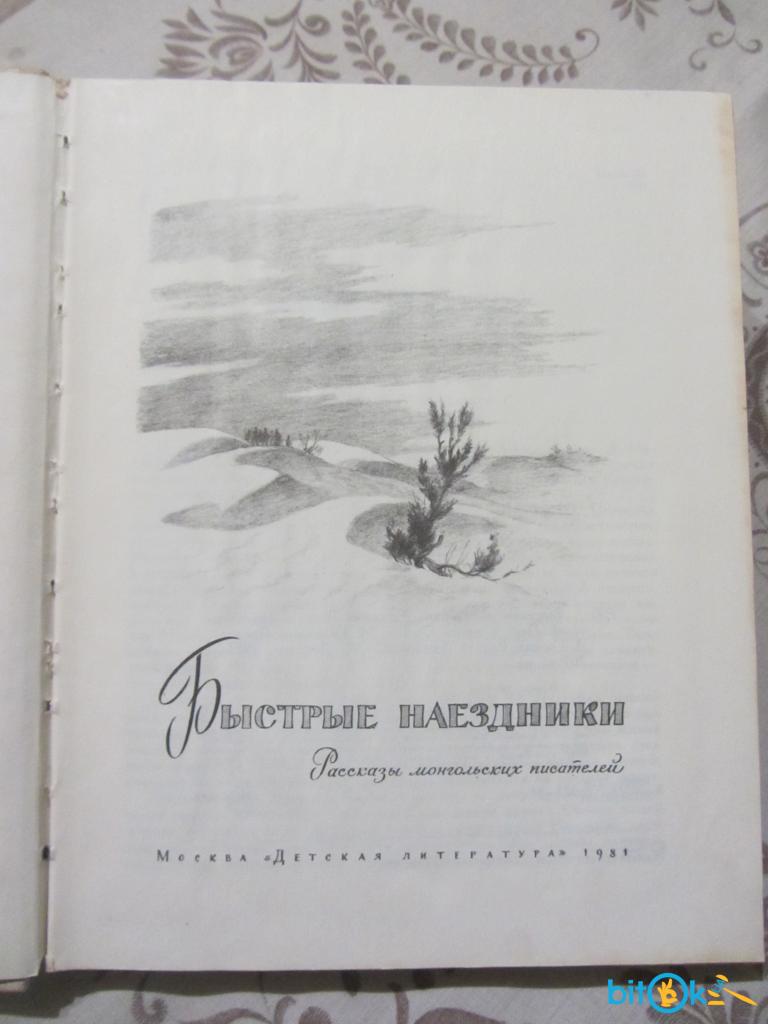 Быстрые наездники
Рассказы монгольских писателей
Москва «Детская литература» 1981
bitok